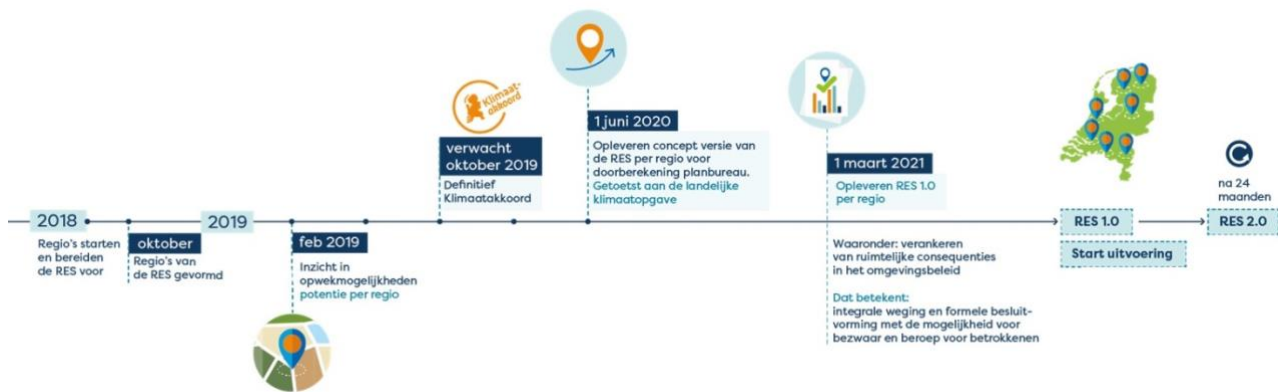 2018
Regio's starten
en bereiden
de RES voor
oktober
Regio's van
de RES gevormd
2019
feb 2019
Inzicht in
opwekmogelijkheden
potentie per regio
Klimaat-
akkoord
verwacht
oktober 2019
Definitief
Klimaatakkoord
1 juni 2020
Opleveren concept versie van
de RES per regio voor
doorberekening planbureau.
Getoetst aan de landelijke
klimaatopgave
1 maart 2021
Opleveren RES 1.0
per regio
Waaronder: verankeren
van ruimtelijke consequenties
in het omgevingsbeleid
Dat betekent:
integrale weging en formele besluit-
vorming met de mogelijkheid voor
bezwaar en beroep voor betrokkenen
RES 1.0
Start uitvoering
na 24
maanden
RES 2.0